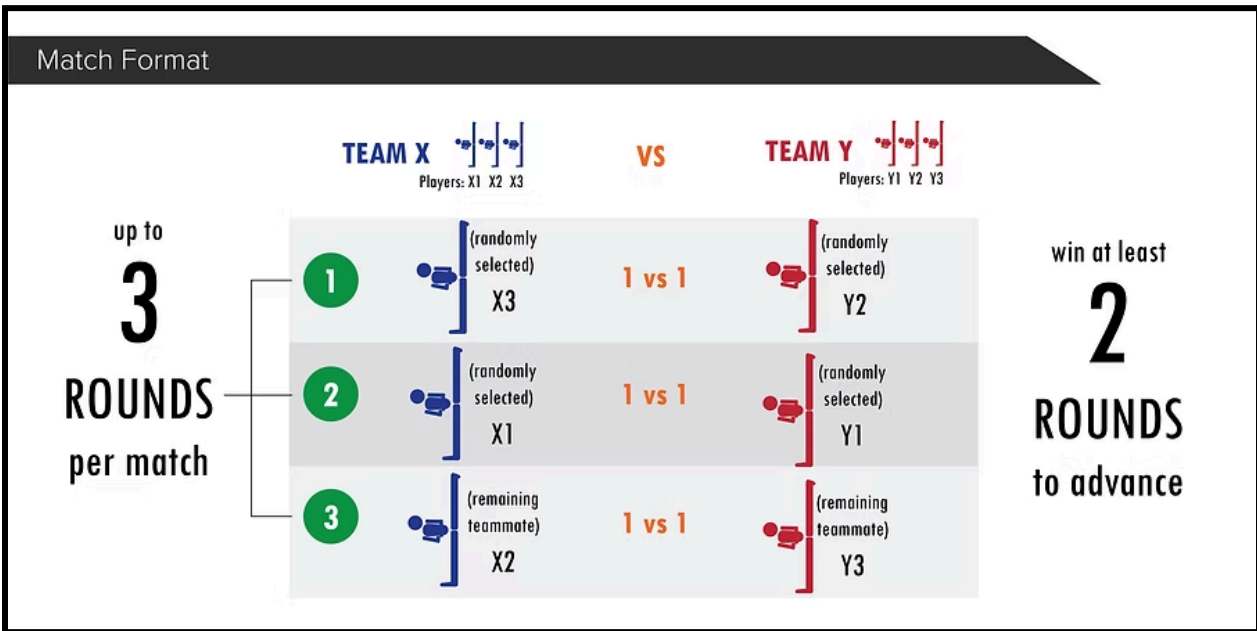 Match Format
TEAM X
Players: X1 X2 X3
VS
TEAM Y
Players: Y1 Y2 Y3
up to
3
ROUNDS
per match
1
(randomly
selected)
X3
1 vs 1
(randomly
selected)
Y2
2
(randomly
selected)
X1
1 vs 1
(randomly
selected)
Y1
3
(remaining
teammate)
X2
1 vs 1
(remaining
teammate)
Y3
win at least
2
ROUNDS
to advance